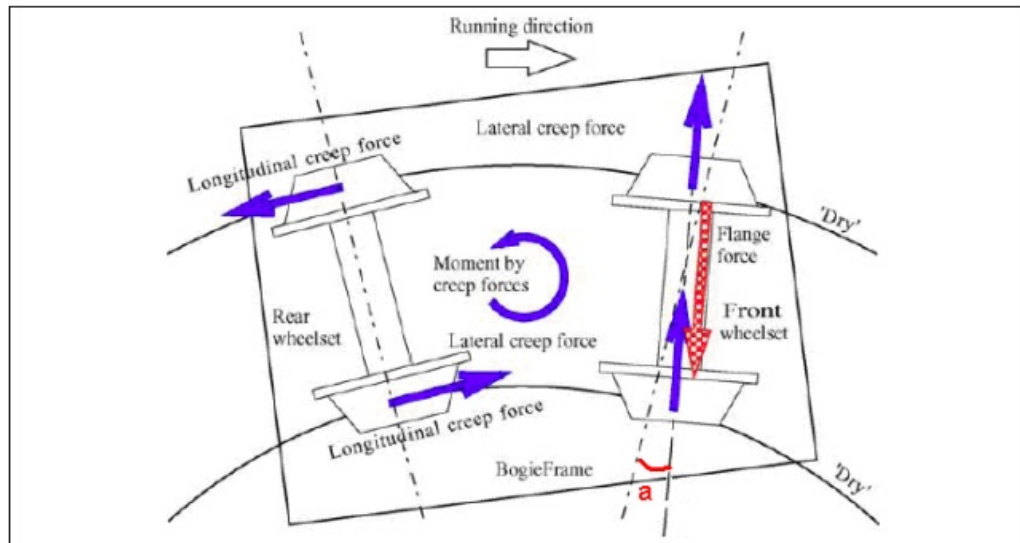 Running direction
Lateral creep force
Longitudinal creep force
'Dry'
Flange
force
Moment by
creep forces
Rear
wheelset
Front
wheelset
Lateral creep force
Longitudinal creep force
BogieFrame
a
'Dry'